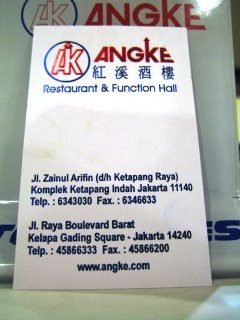 AK ANGKE
紅溪酒樓
Restaurant & Function Hall
Jl. Zainul Arifin (d/h Ketapang Raya)
Komplek Ketapang Indah Jakarta 11140
Telp. : 6343030 Fax. : 6346633
Jl. Raya Boulevard Barat
Kelapa Gading Square - Jakarta 14240
Telp. : 45866333 Fax. : 45866200
www.angke.com